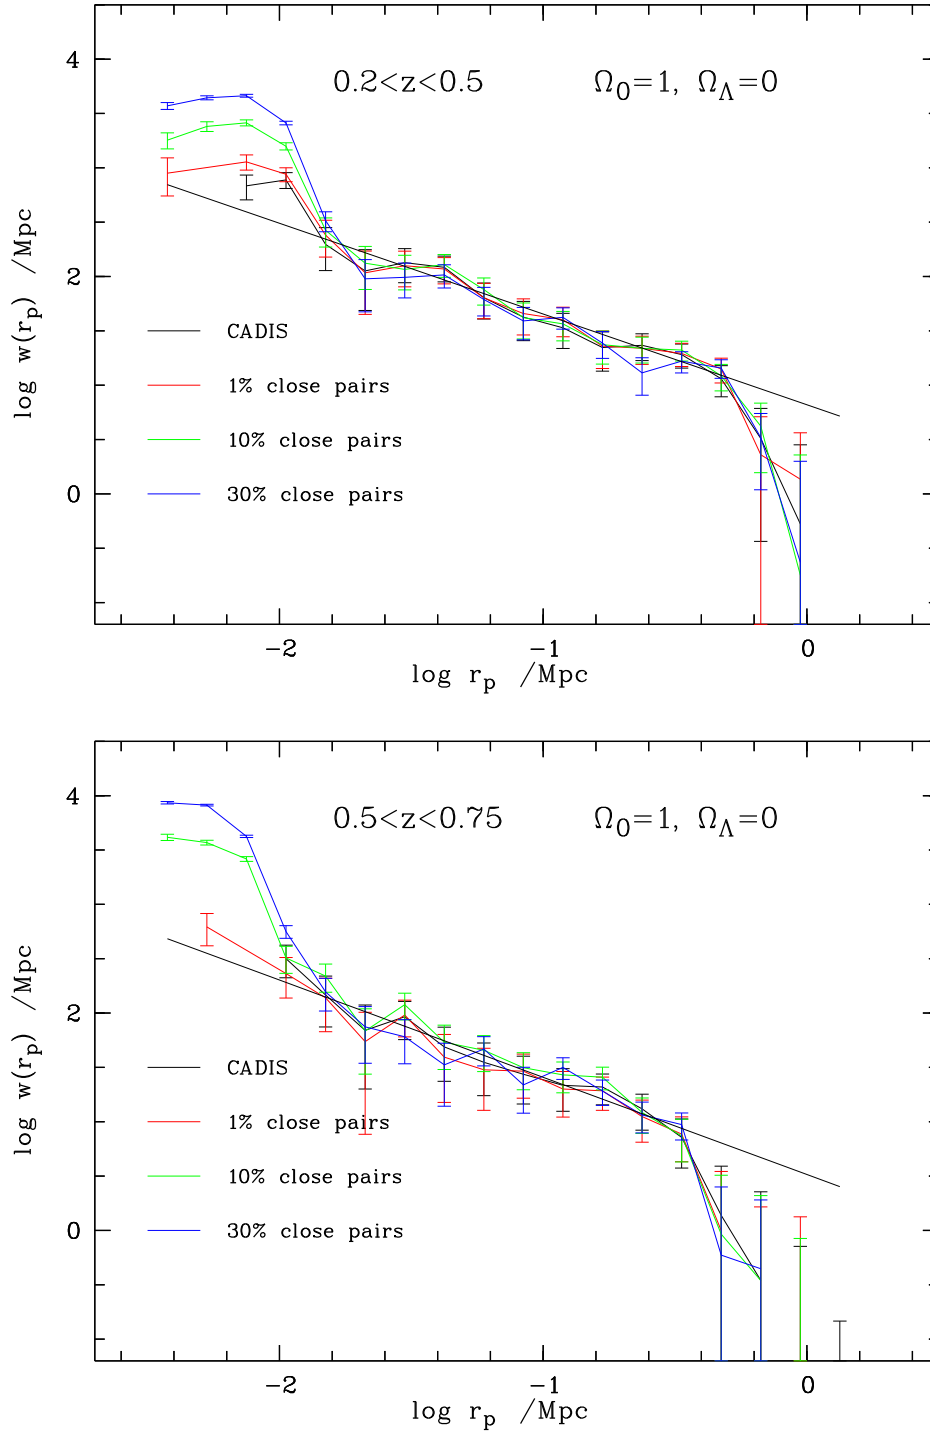 0.2<z<0.5 Ω0=1, ΩΛ=0
4
2
0
log w(rp) /Mpc
CADIS
1% close pairs
10% close pairs
30% close pairs
−2 −1 0
log rp /Mpc
0.5<z<0.75 Ω0=1, ΩΛ=0
4
2
0
log w(rp) /Mpc
CADIS
1% close pairs
10% close pairs
30% close pairs
−2 −1 0
log rp /Mpc